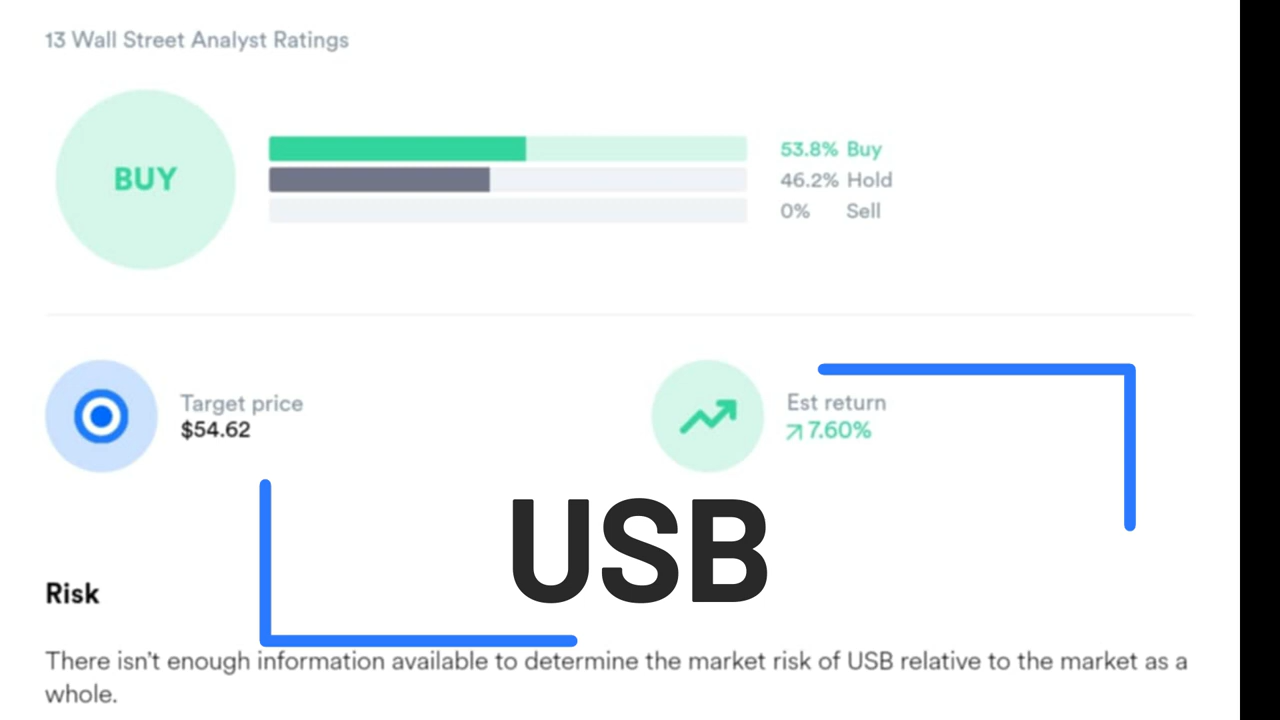 13 Wall Street Analyst Ratings
BUY
53.8% Buy
46.2% Hold
0% Sell
Target price
$54.62
Est return
7.60%
USB
Risk
There isn't enough information available to determine the market risk of USB relative to the market as a
whole.